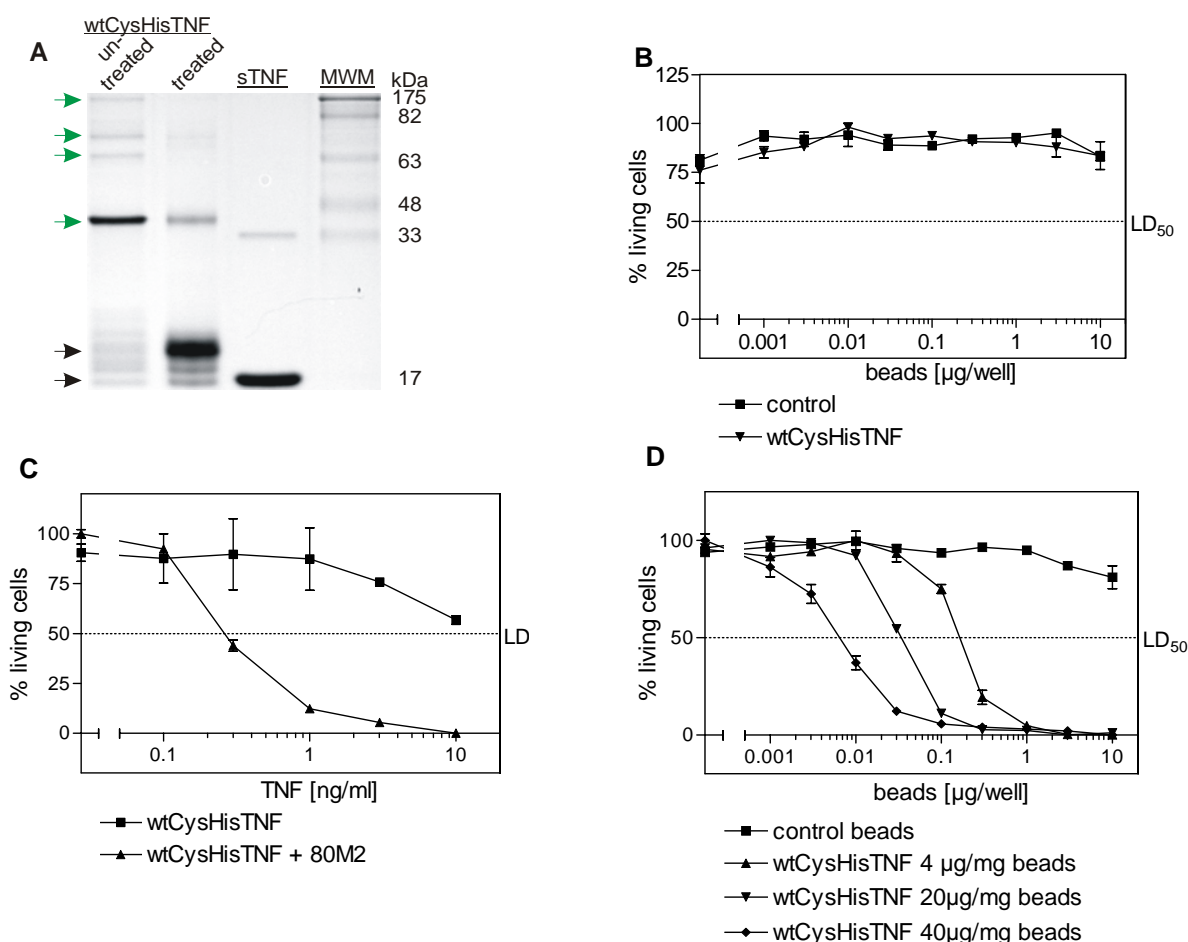 wtCysHisTNF
A
un-
treated
treated
sTNF
MWM
kDa
175
82
63
48
33
17
B
% living cells
125
100
75
50
25
0
LD50
0.001
0.01
0.1
1
10
beads [µg/well]
control
wtCysHisTNF
C
% living cells
100
75
50
25
0
LD
0.1
1
10
TNF [ng/ml]
wtCysHisTNF
wtCysHisTNF + 80M2
D
% living cells
100
50
0
LD50
0.001
0.01
0.1
1
10
beads [µg/well]
control beads
wtCysHisTNF 4 µg/mg beads
wtCysHisTNF 20µg/mg beads
wtCysHisTNF 40µg/mg beads